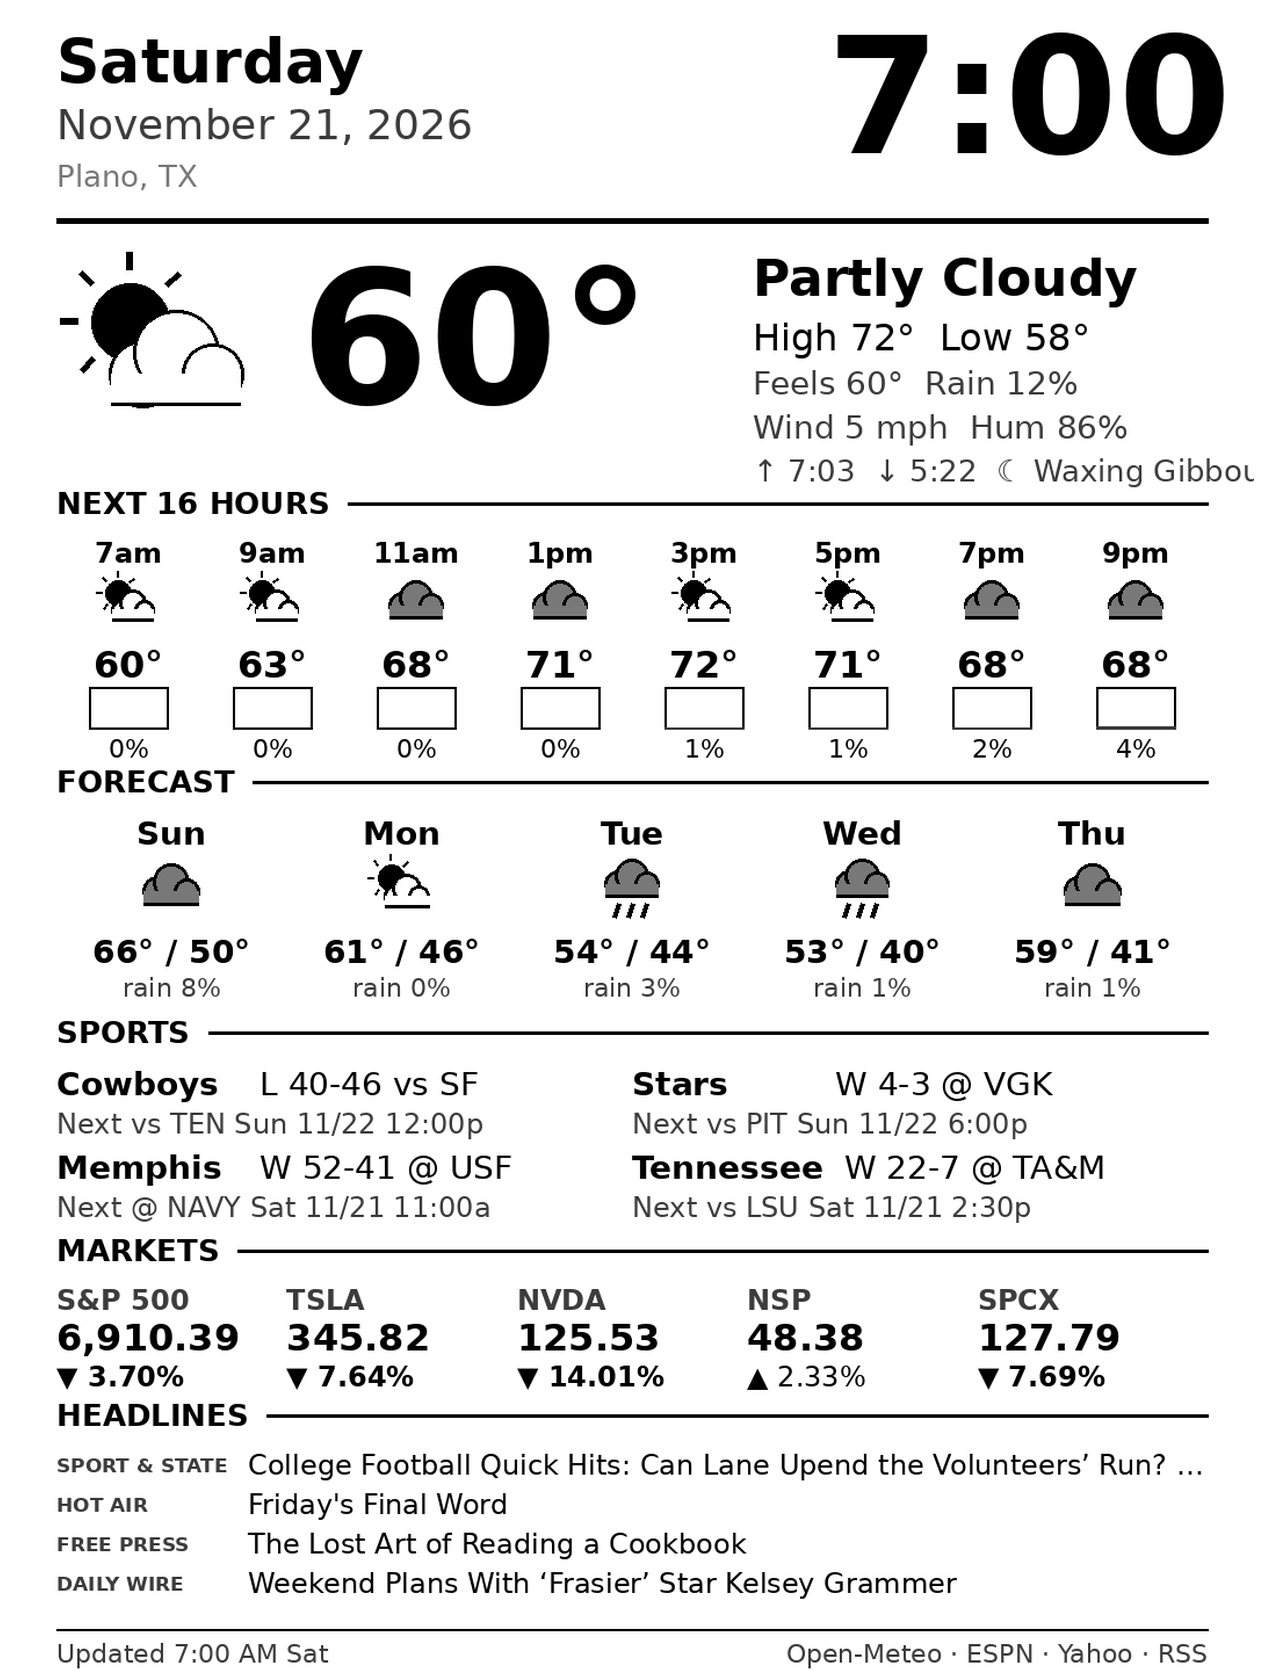 Saturday
7:00
November 21, 2026
Plano, TX
60°
Partly Cloudy
High 72° Low 58°
Feels 60° Rain 12%
Wind 5 mph Hum 86%
↑ 7:03 ↓ 5:22 ☾ Waxing Gibbou
NEXT 16 HOURS
7am 9am 11am 1pm 3pm 5pm 7pm 9pm
60° 63° 68° 71° 72° 71° 68° 68°
0% 0% 0% 0% 1% 1% 2% 4%
FORECAST
Sun Mon Tue Wed Thu
66° / 50° 61° / 46° 54° / 44° 53° / 40° 59° / 41°
rain 8% rain 0% rain 3% rain 1% rain 1%
SPORTS
Cowboys L 40-46 vs SF Stars W 4-3 @ VGK
Next vs TEN Sun 11/22 12:00p Next vs PIT Sun 11/22 6:00p
Memphis W 52-41 @ USF Tennessee W 22-7 @ TA&M
Next @ NAVY Sat 11/21 11:00a Next vs LSU Sat 11/21 2:30p
MARKETS
S&P 500 TSLA NVDA NSP SPCX
6,910.39 345.82 125.53 48.38 127.79
▼ 3.70% ▼ 7.64% ▼ 14.01% ▲ 2.33% ▼ 7.69%
HEADLINES
SPORT & STATE College Football Quick Hits: Can Lane Upend the Volunteers’ Run? …
HOT AIR Friday's Final Word
FREE PRESS The Lost Art of Reading a Cookbook
DAILY WIRE Weekend Plans With ‘Frasier’ Star Kelsey Grammer
Updated 7:00 AM Sat Open-Meteo · ESPN · Yahoo · RSS